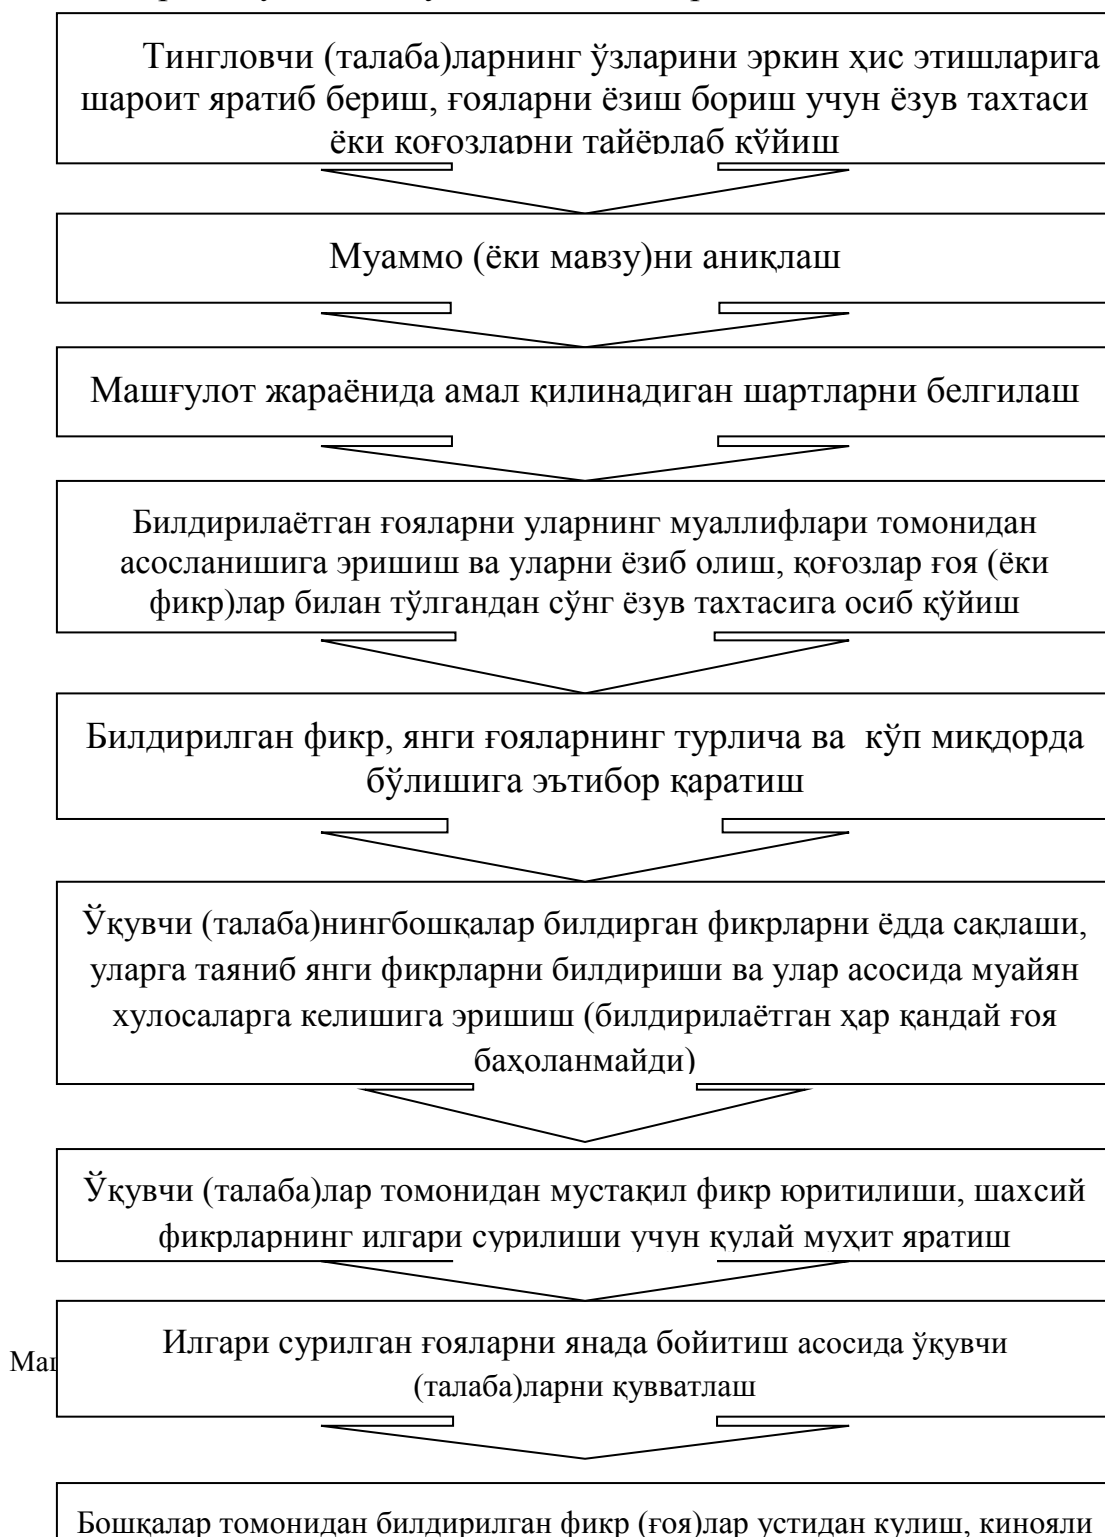 Тингловчи (талаба)ларнинг ўзларини эркин ҳис этишларига
шароит яратиб бериш, ғояларни ёзиш бориш учун ёзув тахтаси
ёки қоғозларни тайёрлаб қўйиш
Муаммо (ёки мавзу)ни аниқлаш
Машғулот жараёнида амал қилинадиган шартларни белгилаш
Билдирилаётган ғояларни уларнинг муаллифлари томонидан
асосланишига эришиш ва уларни ёзиб олиш, қоғозлар ғоя (ёки
фикр)лар билан тўлгандан сўнг ёзув тахтасига осиб қўйиш
Билдирилган фикр, янги ғояларнинг турлича ва кўп миқдорда
бўлишига эътибор қаратиш
Ўқувчи (талаба)нингбошқалар билдирган фикрларни ёдда сақлаши,
уларга таяниб янги фикрларни билдириши ва улар асосида муайян
хулосаларга келишига эришиш (билдирилаётган ҳар қандай ғоя
баҳоланмайди)
Ўқувчи (талаба)лар томонидан мустақил фикр юритилиши, шахсий
фикрларнинг илгари сурилиши учун қулай муҳит яратиш
Илгари сурилган ғояларни янада бойитиш асосида ўқувчи
(талаба)ларни қувватлаш
Бошқалар томонидан билдирилган фикр (ғоя)лар устидан кулиш, кинояли